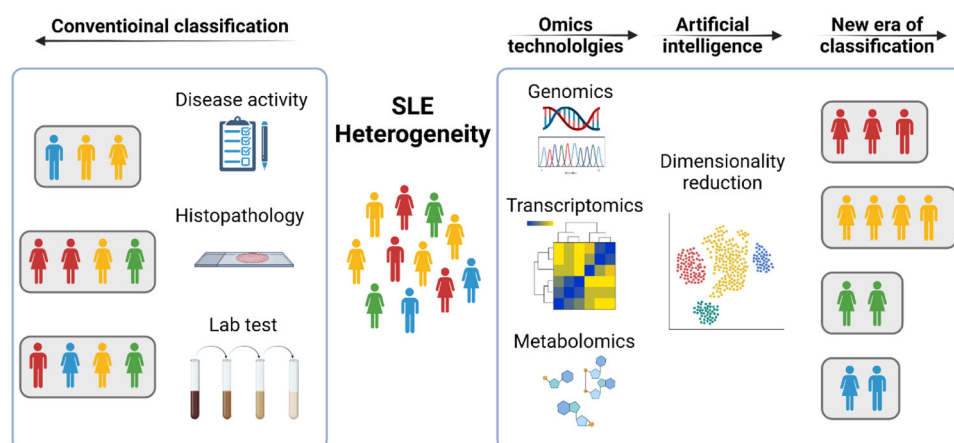 Conventioinal classification
Disease activity
Histopathology
Lab test
SLE
Heterogeneity
Omics
technololgies
Artificial
intelligence
New era of
classification
Genomics
Transcriptomics
Metabolomics
Dimensionality
reduction